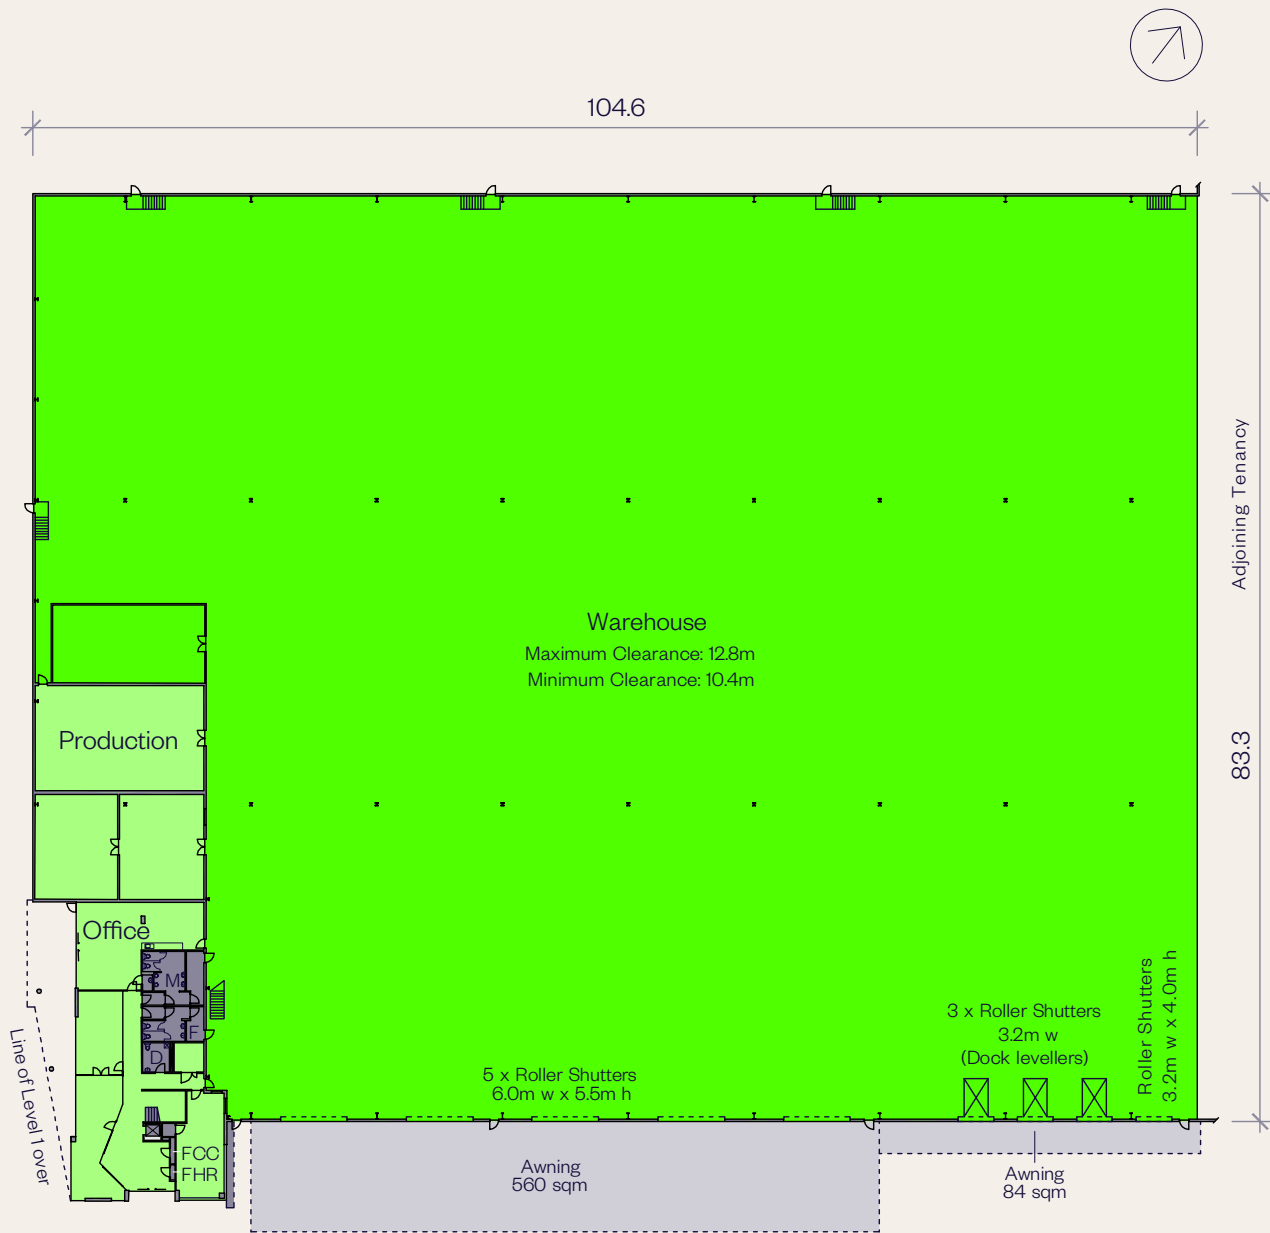 104.6
Adjoining Tenancy
83.3
Warehouse
Maximum Clearance: 12.8m
Minimum Clearance: 10.4m
Production
Office
M
F
D
Line of Level 1 over
FCC
FHR
5 x Roller Shutters
6.0m w x 5.5m h
3 x Roller Shutters
3.2m w
(Dock levellers)
Roller Shutters
3.2m w x 4.0m h
Awning
560 sqm
Awning
84 sqm